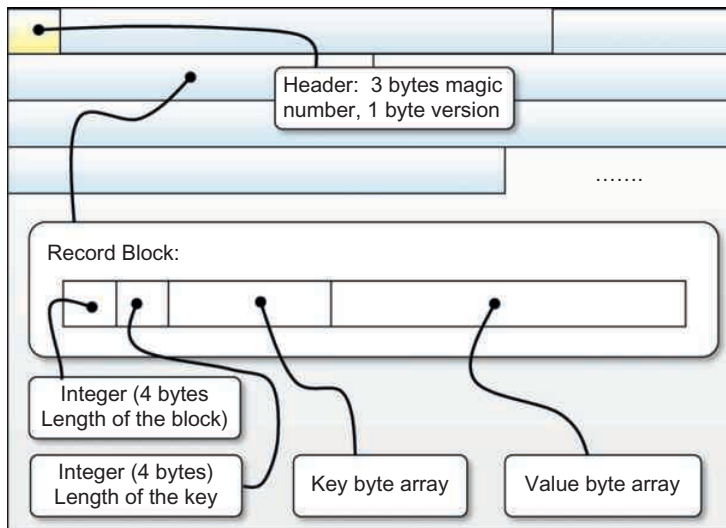 Header:  3 bytes magic
number, 1 byte version
.......
Record Block:
Integer (4 bytes
Length of the block)
Integer (4 bytes)
Length of the key
Key byte array
Value byte array